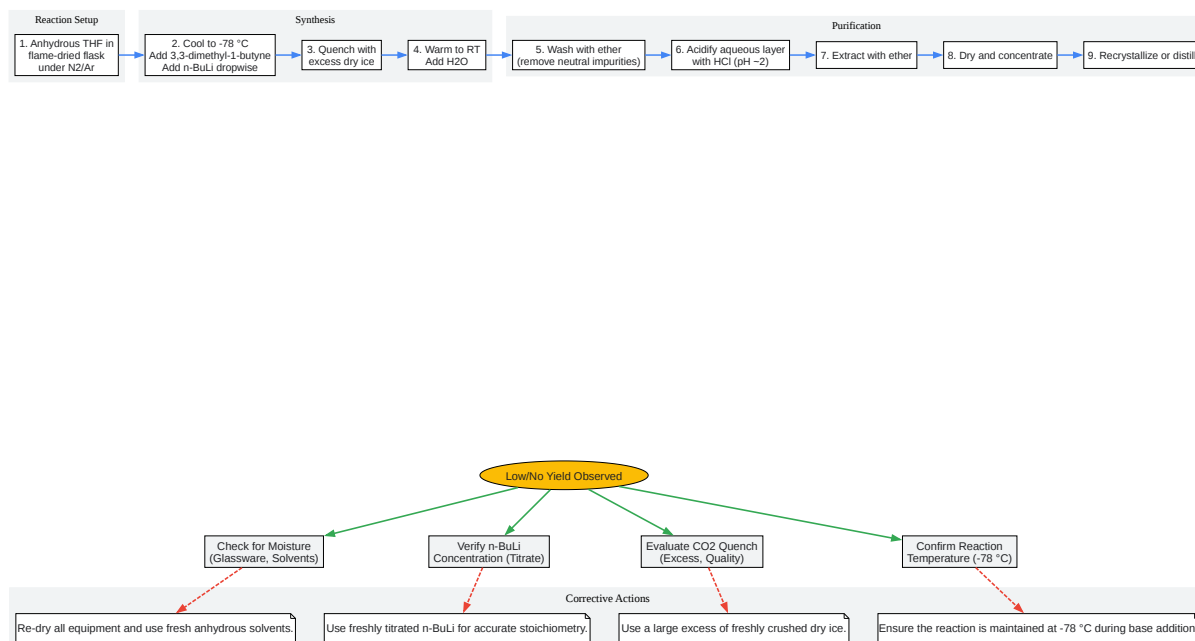 Reaction Setup
Synthesis
Purification
1. Anhydrous THF in
flame-dried flask
under N2/Ar
2. Cool to -78 °C
Add 3,3-dimethyl-1-butyne
Add n-BuLi dropwise
3. Quench with
excess dry ice
4. Warm to RT
Add H2O
5. Wash with ether
(remove neutral impurities)
6. Acidify aqueous layer
with HCl (pH ~2)
7. Extract with ether
8. Dry and concentrate
9. Recrystallize or distill
Low/No Yield Observed
Check for Moisture
(Glassware, Solvents)
Verify n-BuLi
Concentration (Titrate)
Evaluate CO2 Quench
(Excess, Quality)
Confirm Reaction
Temperature (-78 °C)
Corrective Actions
Re-dry all equipment and use fresh anhydrous solvents.
Use freshly titrated n-BuLi for accurate stoichiometry.
Use a large excess of freshly crushed dry ice.
Ensure the reaction is maintained at -78 °C during base addition